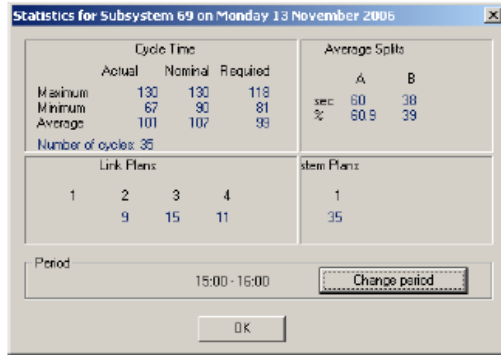 Statistics for Subsystem 69 on Monday 13 November 2006
Cycle Time
Actual Nominal Required
Maximum 130 130 118
Minimum 67 90 81
Average 101 107 99
Number of cycles: 35
Average Splits
A B
sec 60 38
% 60.9 39
Link Plans
1 2 3 4
9 15 11
stem Plans
1
35
Period
15:00 - 16:00
Change period
OK